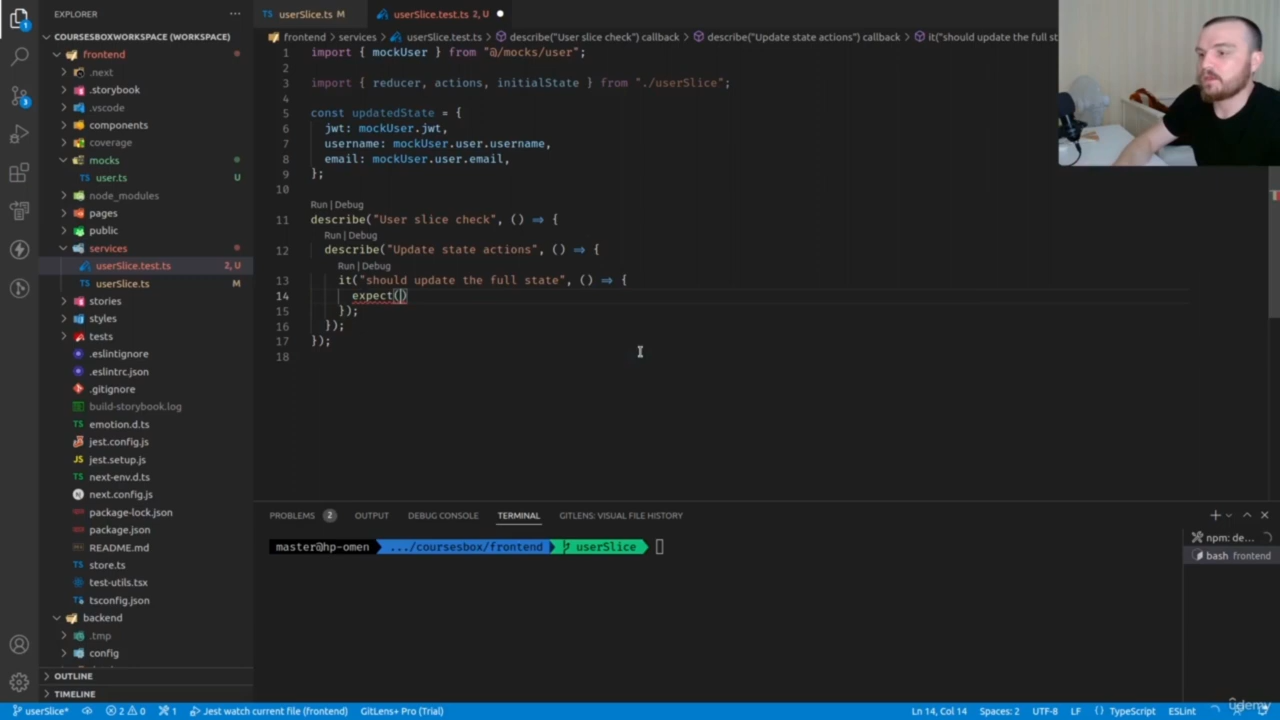 EXPLORER
userSlice.ts M
userSlice.test.ts 2, U
COURSESBOXWORKSPACE (WORKSPACE)
frontend > services > userSlice.test.ts > describe("User slice check") callback > describe("Update state actions") callback > it("should update the full st
frontend
.next
.storybook
.vscode
components
coverage
mocks
user.ts U
node_modules
pages
public
services
userSlice.test.ts 2, U
userSlice.ts M
stories
styles
tests
.eslintignore
.eslintrc.json
.gitignore
build-storybook.log
emotion.d.ts
jest.config.js
jest.setup.js
next-env.d.ts
next.config.js
package-lock.json
package.json
README.md
store.ts
test-utils.tsx
tsconfig.json
backend
.tmp
config
OUTLINE
TIMELINE
1 import { mockUser } from "@/mocks/user";
2
3 import { reducer, actions, initialState } from "./userSlice";
4
5 const updatedState = {
6 jwt: mockUser.jwt,
7 username: mockUser.user.username,
8 email: mockUser.user.email,
9 };
10
Run | Debug
11 describe("User slice check", () => {
Run | Debug
12 describe("Update state actions", () => {
Run | Debug
13 it("should update the full state", () => {
14 expect()
15 });
16 });
17 });
18
PROBLEMS 2 OUTPUT DEBUG CONSOLE TERMINAL GITLENS: VISUAL FILE HISTORY
master@hp-omen .../coursesbox/frontend userSlice
npm: de...
bash frontend
userSlice* 2 0 1 Jest watch current file (frontend) GitLens+ Pro (Trial) Ln 14, Col 14 Spaces: 2 UTF-8 LF { } TypeScript ESLint
udemy